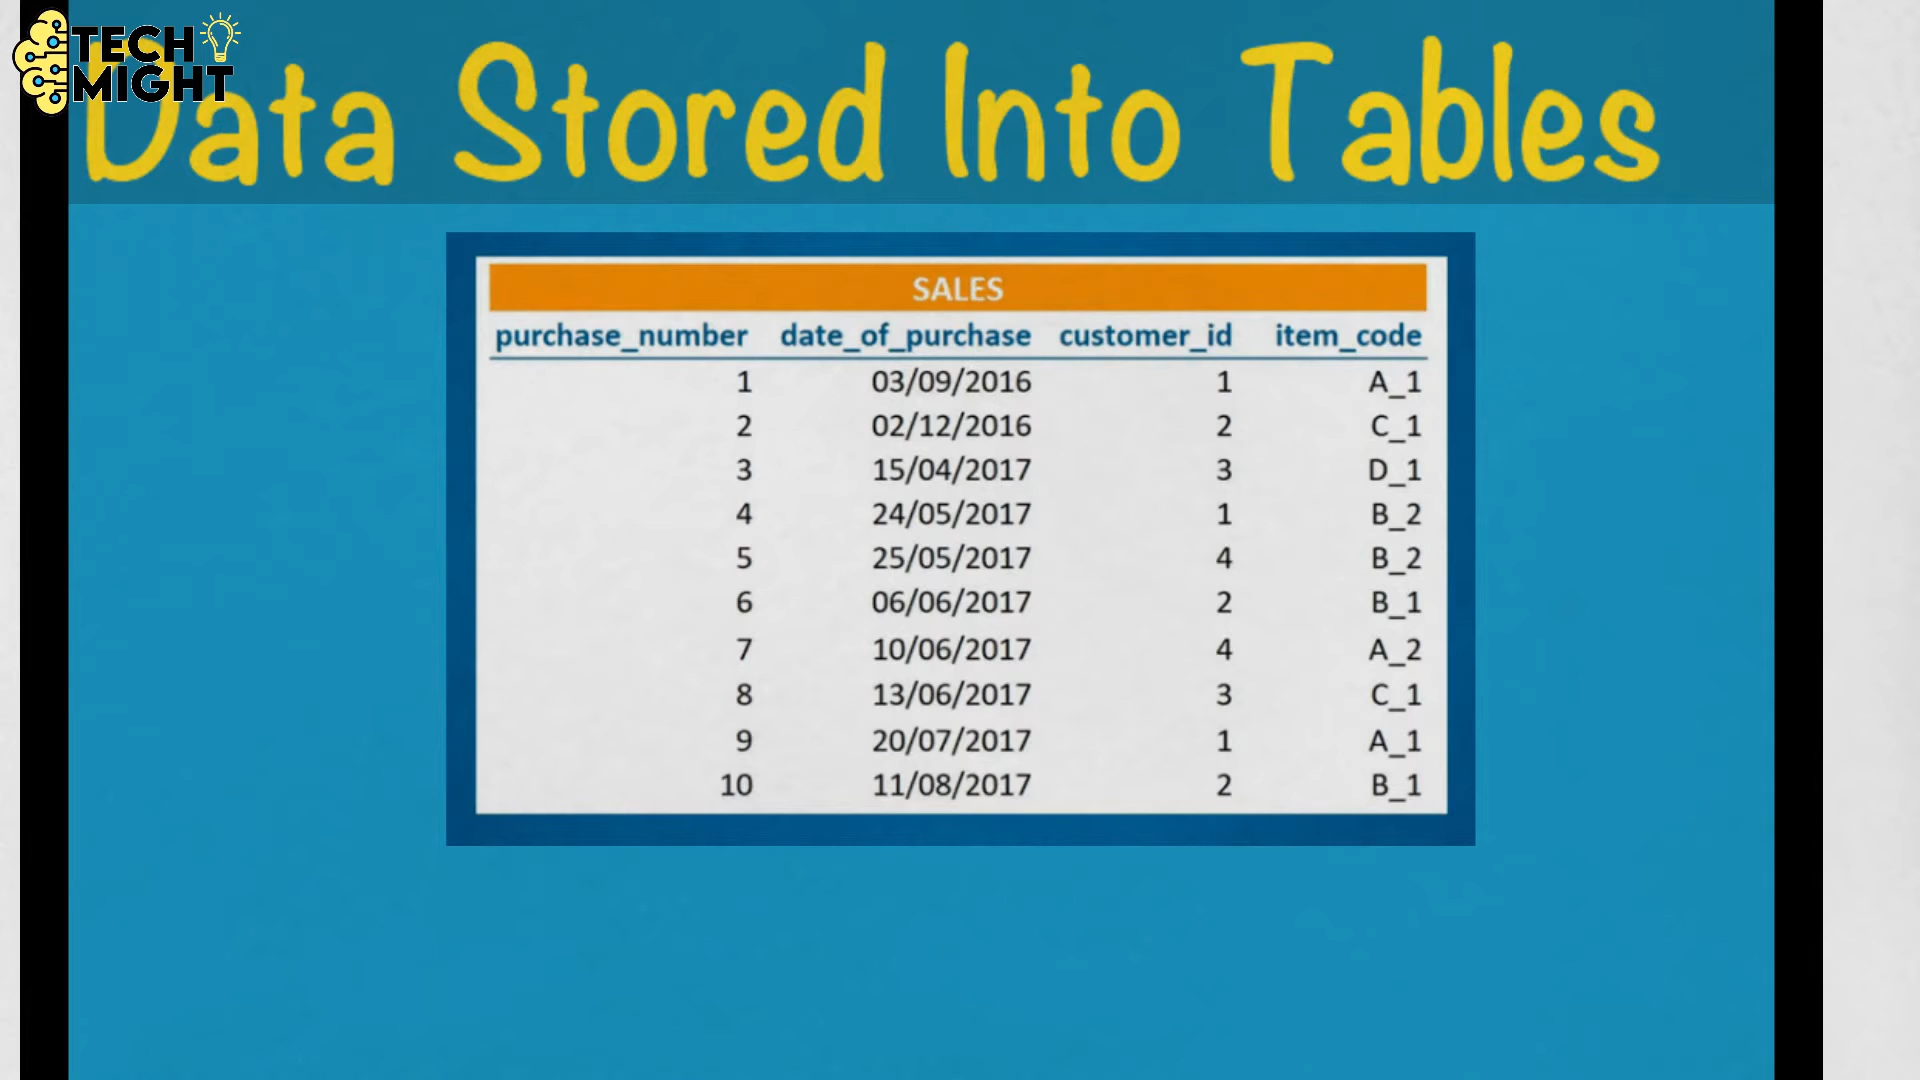 TECH
MIGHT
Data Stored Into Tables
SALES
purchase_number date_of_purchase customer_id item_code
1 03/09/2016 1 A_1
2 02/12/2016 2 C_1
3 15/04/2017 3 D_1
4 24/05/2017 1 B_2
5 25/05/2017 4 B_2
6 06/06/2017 2 B_1
7 10/06/2017 4 A_2
8 13/06/2017 3 C_1
9 20/07/2017 1 A_1
10 11/08/2017 2 B_1